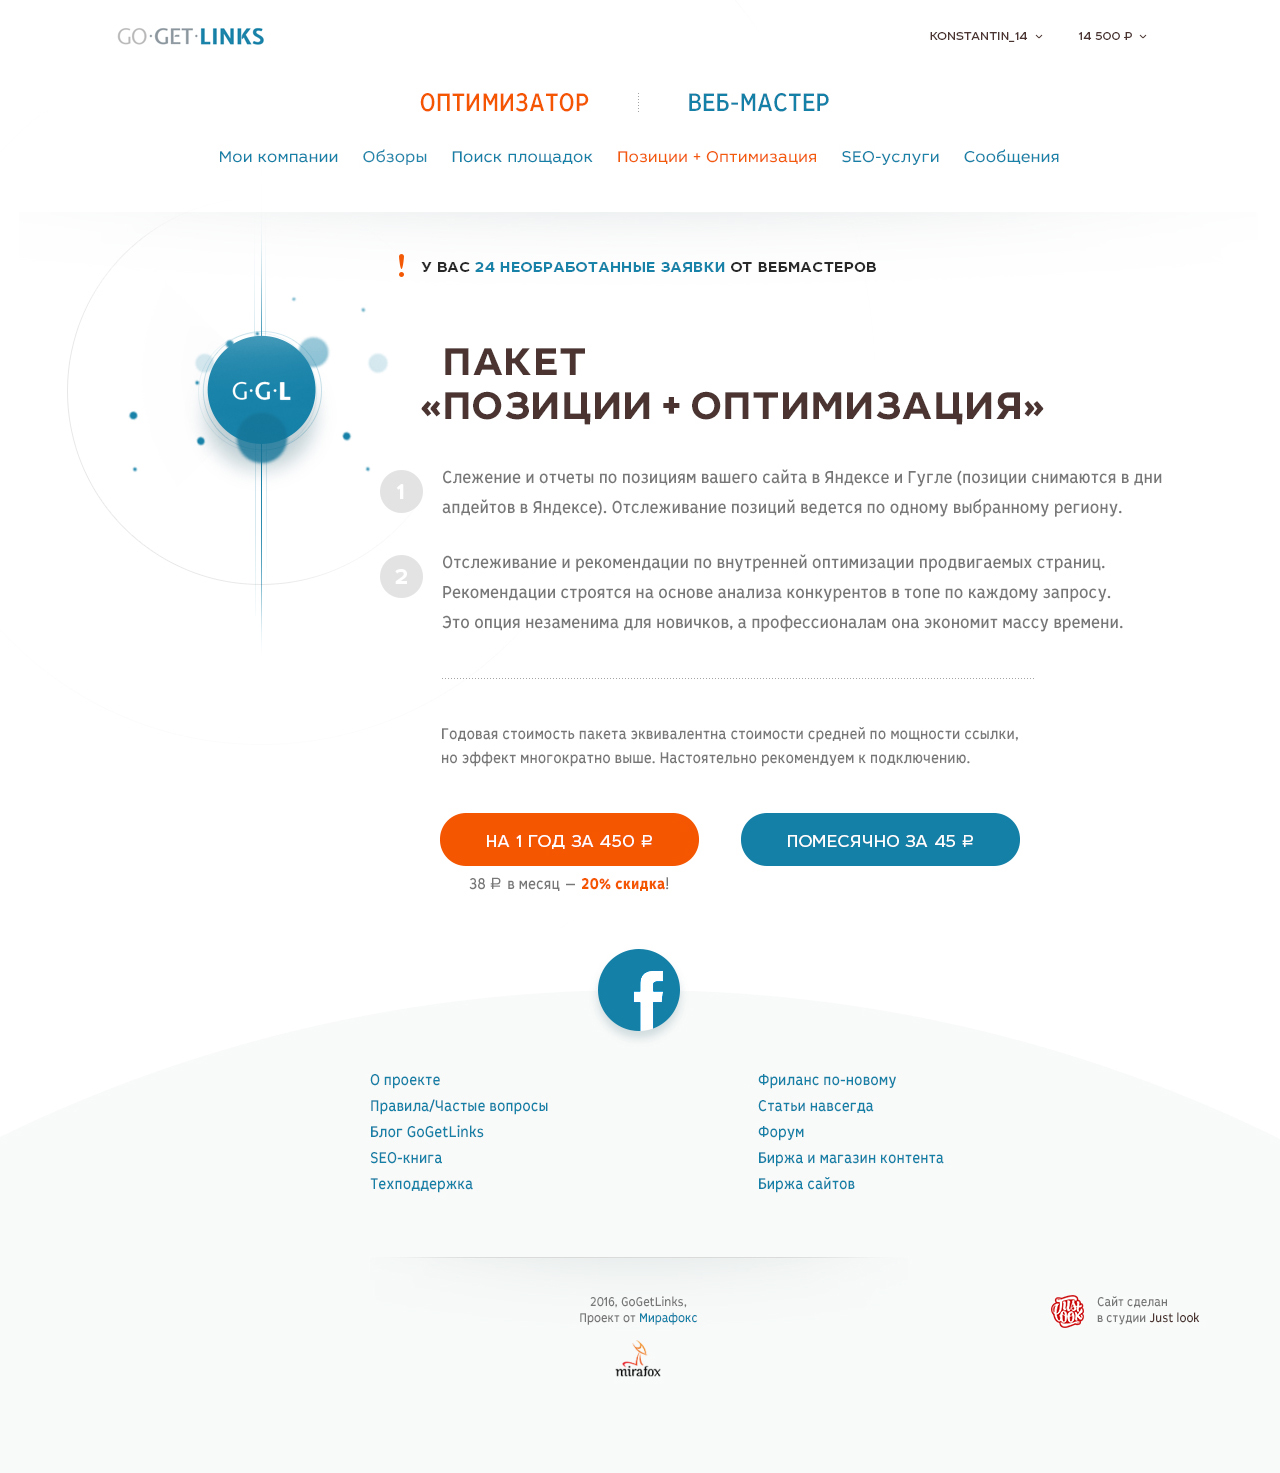 GO·GET·LINKS
KONSTANTIN_14
14 500 ₽
ОПТИМИЗАТОР
ВЕБ-МАСТЕР
Мои компании
Обзоры
Поиск площадок
Позиции + Оптимизация
SEO-услуги
Сообщения
! У ВАС 24 НЕОБРАБОТАННЫЕ ЗАЯВКИ ОТ ВЕБМАСТЕРОВ
G·G·L
ПАКЕТ
«ПОЗИЦИИ + ОПТИМИЗАЦИЯ»
1
Слежение и отчеты по позициям вашего сайта в Яндексе и Гугле (позиции снимаются в дни
апдейтов в Яндексе). Отслеживание позиций ведется по одному выбранному региону.
2
Отслеживание и рекомендации по внутренней оптимизации продвигаемых страниц.
Рекомендации строятся на основе анализа конкурентов в топе по каждому запросу.
Это опция незаменима для новичков, а профессионалам она экономит массу времени.
Годовая стоимость пакета эквивалентна стоимости средней по мощности ссылки,
но эффект многократно выше. Настоятельно рекомендуем к подключению.
НА 1 ГОД ЗА 450 ₽
ПОМЕСЯЧНО ЗА 45 ₽
38 ₽ в месяц — 20% скидка!
f
О проекте
Правила/Частые вопросы
Блог GoGetLinks
SEO-книга
Техподдержка
Фриланс по-новому
Статьи навсегда
Форум
Биржа и магазин контента
Биржа сайтов
2016, GoGetLinks,
Проект от Мирафокс
mirafox
JUST LOOK
Сайт сделан
в студии Just look